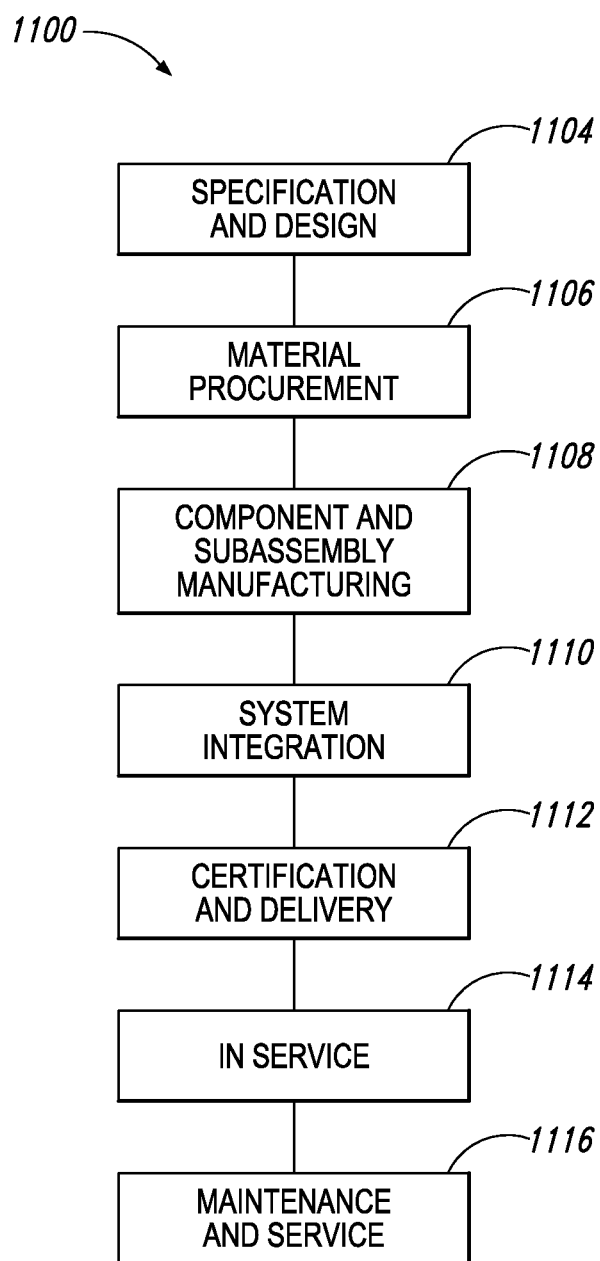 1100
1104
SPECIFICATION
AND DESIGN
1106
MATERIAL
PROCUREMENT
1108
COMPONENT AND
SUBASSEMBLY
MANUFACTURING
1110
SYSTEM
INTEGRATION
1112
CERTIFICATION
AND DELIVERY
1114
IN SERVICE
1116
MAINTENANCE
AND SERVICE